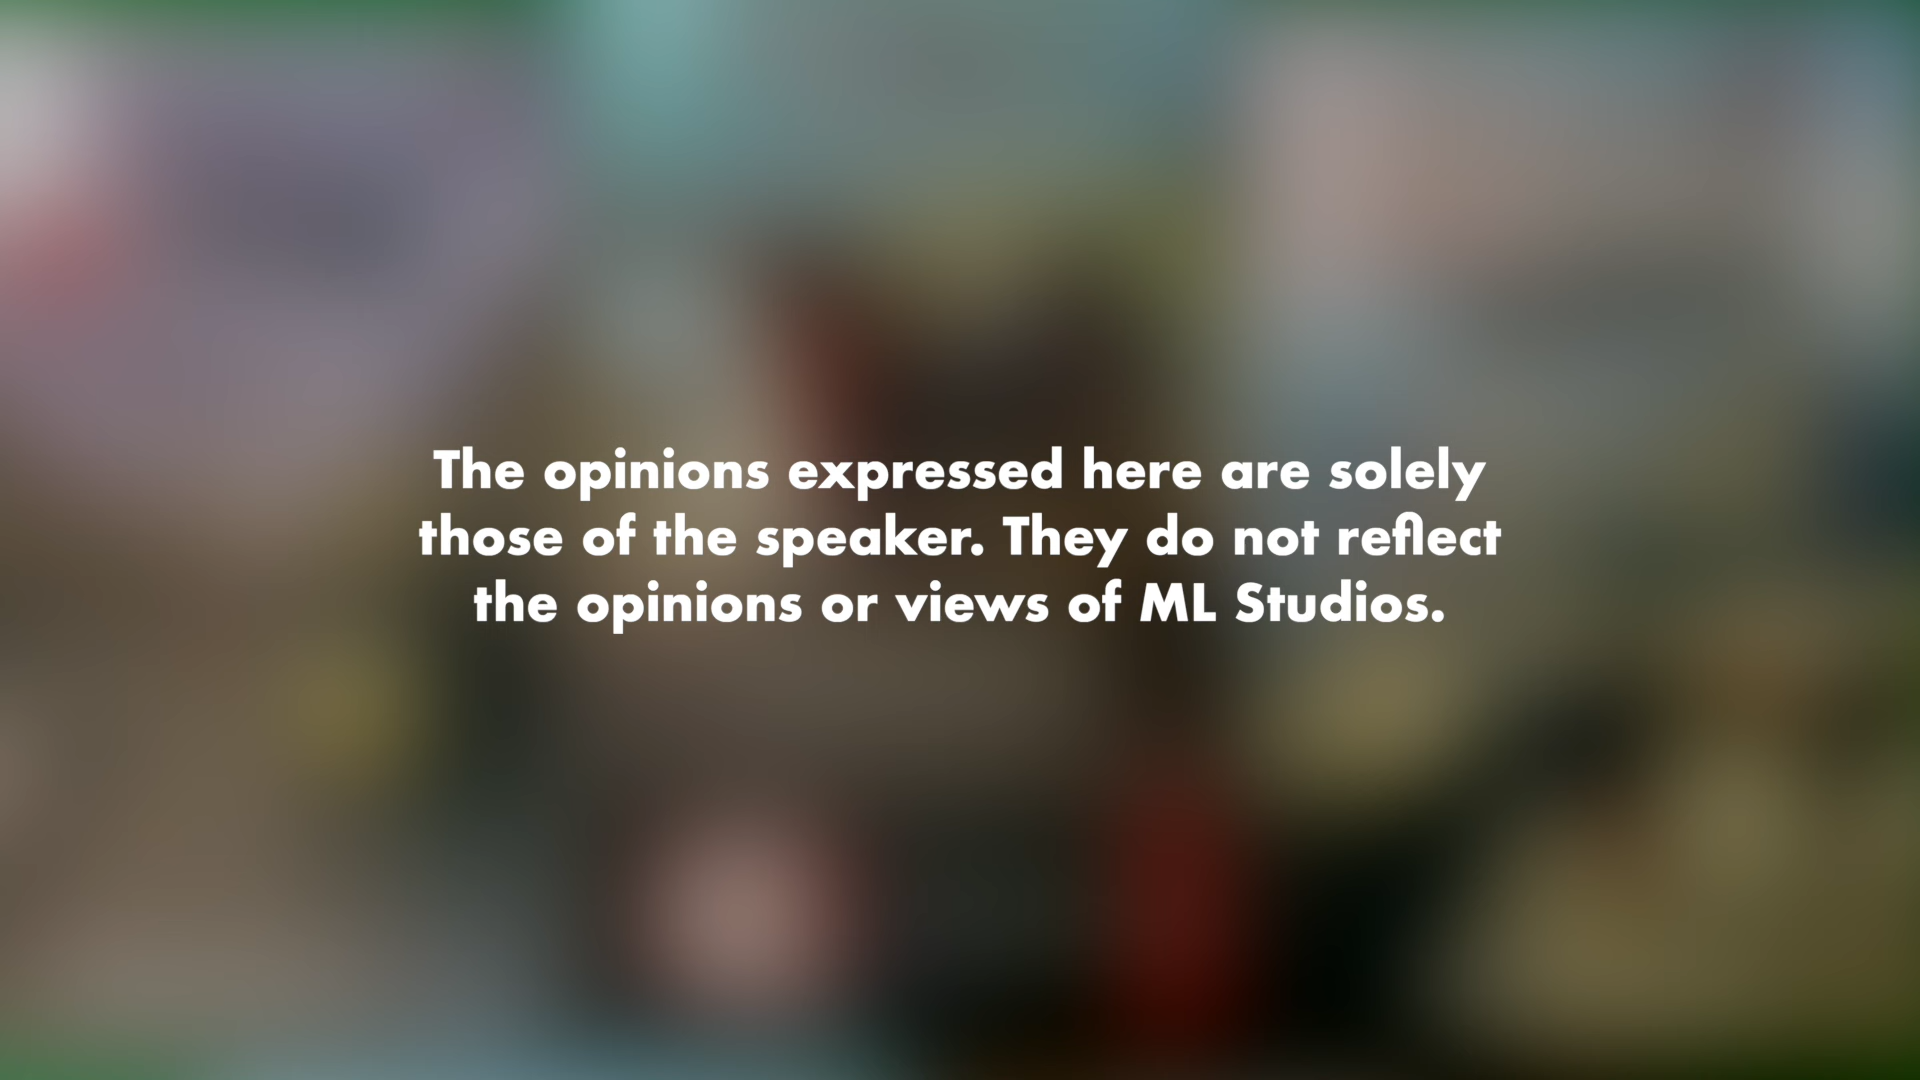 The opinions expressed here are solely
those of the speaker. They do not reflect
the opinions or views of ML Studios.